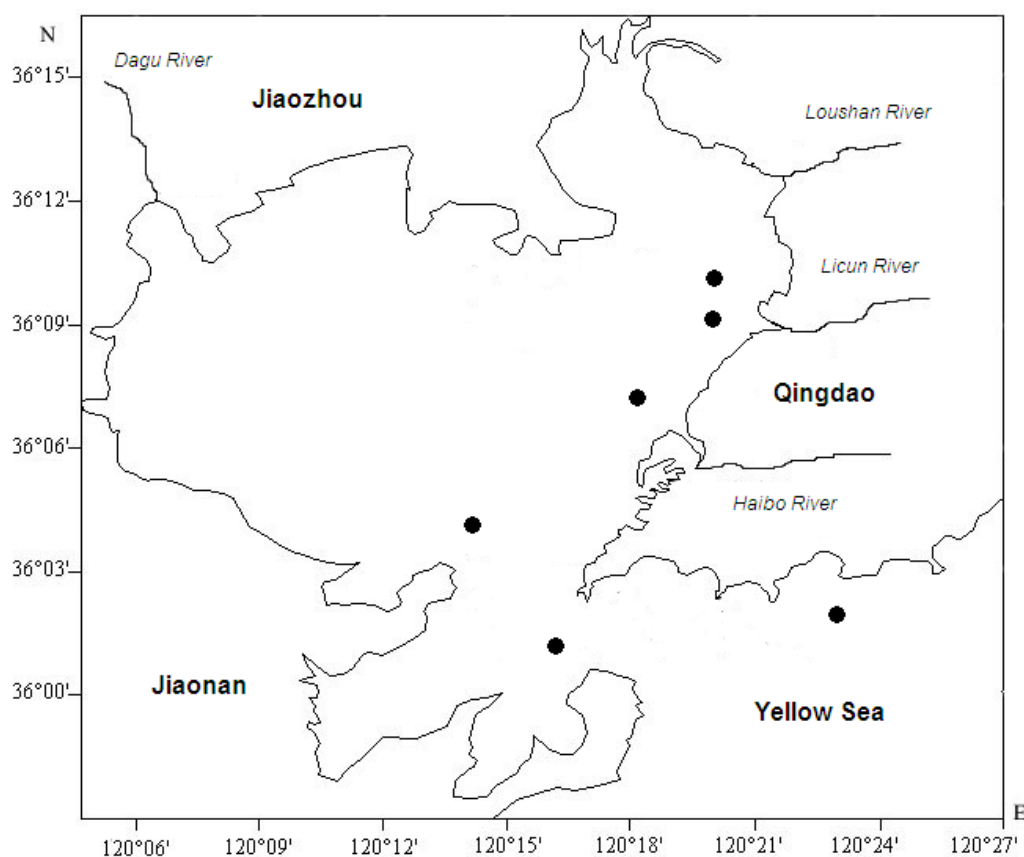 N
Dagu River
36°15'
Jiaozhou
Loushan River
36°12'
Licun River
36°09'
Qingdao
36°06'
Haibo River
36°03'
Jiaonan
36°00'
Yellow Sea
E
120°06'
120°09'
120°12'
120°15'
120°18'
120°21'
120°24'
120°27'